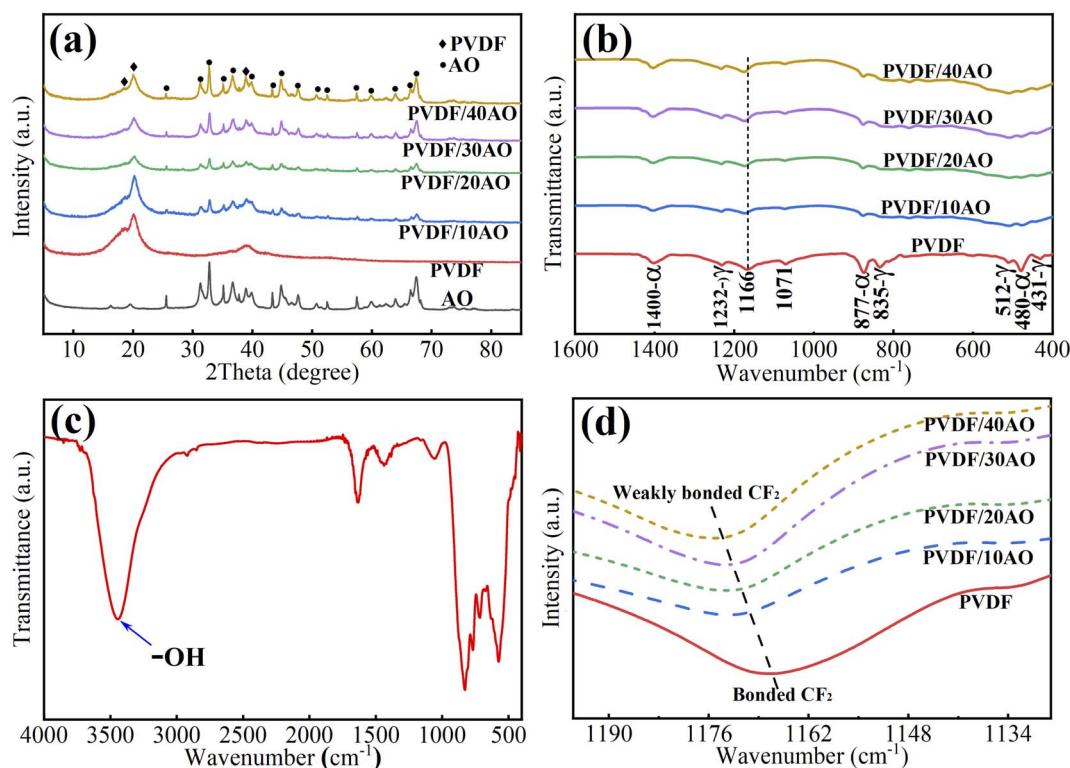 (a)
♦ PVDF
● AO
PVDF/40AO
PVDF/30AO
PVDF/20AO
PVDF/10AO
PVDF
AO
Intensity (a.u.)
10 20 30 40 50 60 70 80
2Theta (degree)
(b)
PVDF/40AO
PVDF/30AO
PVDF/20AO
PVDF/10AO
PVDF
1400-α
1232-)γ
1166
1071
877-α
835-γ
512-γ
480-α
431-γ
Transmittance (a.u.)
1600 1400 1200 1000 800 600 400
Wavenumber (cm⁻¹)
(c)
-OH
Transmittance (a.u.)
4000 3500 3000 2500 2000 1500 1000 500
Wavenumber (cm⁻¹)
(d)
PVDF/40AO
PVDF/30AO
Weakly bonded CF₂
PVDF/20AO
PVDF/10AO
PVDF
Bonded CF₂
Intensity (a.u.)
1190 1176 1162 1148 1134
Wavenumber (cm⁻¹)